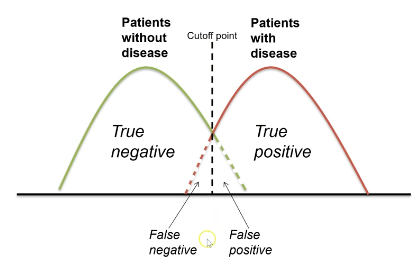 Patients
without
disease
Cutoff point
Patients
with
disease
True
negative
True
positive
False
negative
False
positive